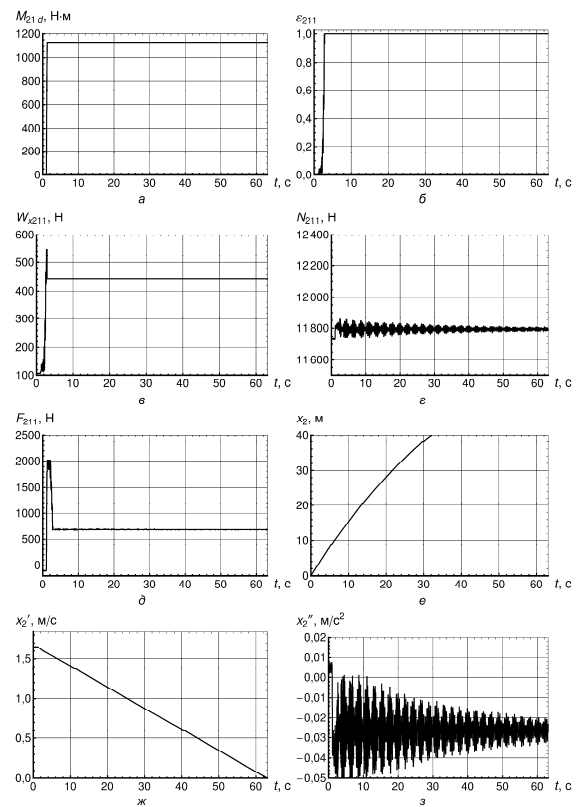 M21 d, Н·м
1200
1000
800
600
400
200
0
0 10 20 30 40 50 60 t, с
а
ε211
1,0
0,8
0,6
0,4
0,2
0,0
0 10 20 30 40 50 60 t, с
б
Wx211, Н
600
500
400
300
200
100
0 10 20 30 40 50 60 t, с
в
N211, Н
12400
12200
12000
11800
11600
0 10 20 30 40 50 60 t, с
г
F211, Н
2500
2000
1500
1000
500
0
0 10 20 30 40 50 60 t, с
д
x2, м
40
30
20
10
0
0 10 20 30 40 50 60 t, с
е
x2′, м/с
1,5
1,0
0,5
0,0
0 10 20 30 40 50 60 t, с
ж
x2″, м/с²
0,02
0,01
0,00
−0,01
−0,02
−0,03
−0,04
−0,05
0 10 20 30 40 50 60 t, с
з